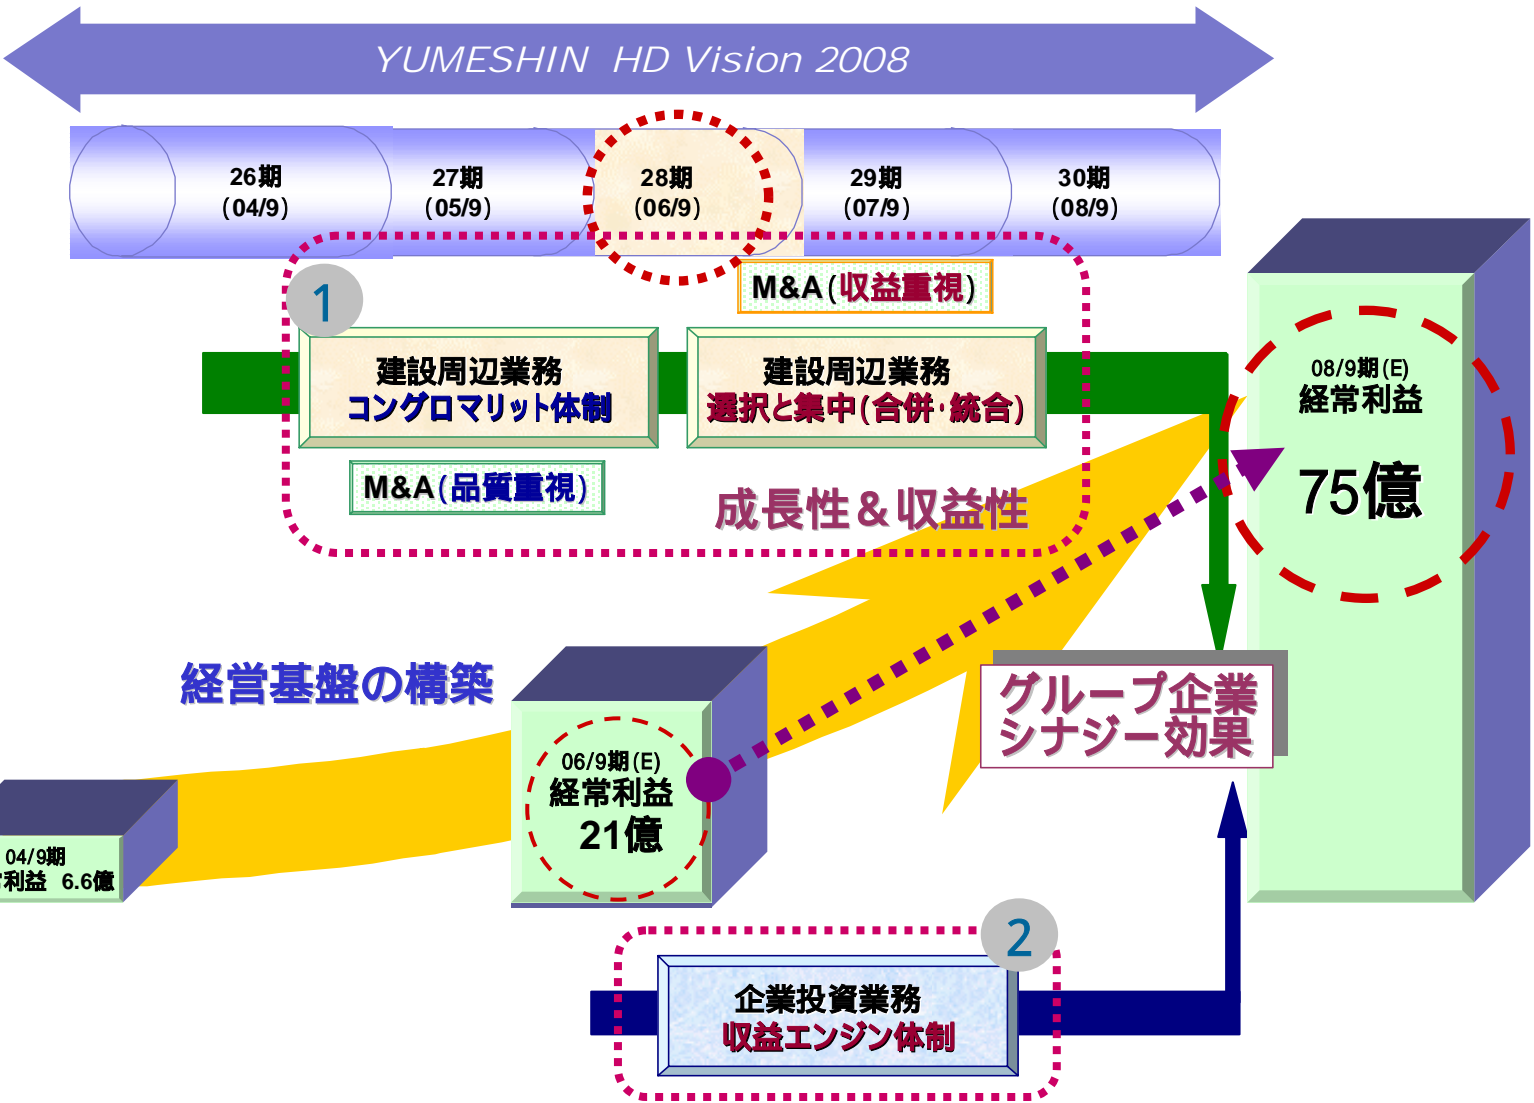 YUMESHIN HD Vision 2008
26期
(04/9)
27期
(05/9)
28期
(06/9)
29期
(07/9)
30期
(08/9)
1
M&A(収益重視)
建設周辺業務
コングロマリット体制
建設周辺業務
選択と集中(合併・統合)
M&A(品質重視)
成長性&収益性
08/9期(E)
経常利益
75億
経営基盤の構築
グループ企業
シナジー効果
06/9期(E)
経常利益
21億
04/9期
利益 6.6億
2
企業投資業務
収益エンジン体制